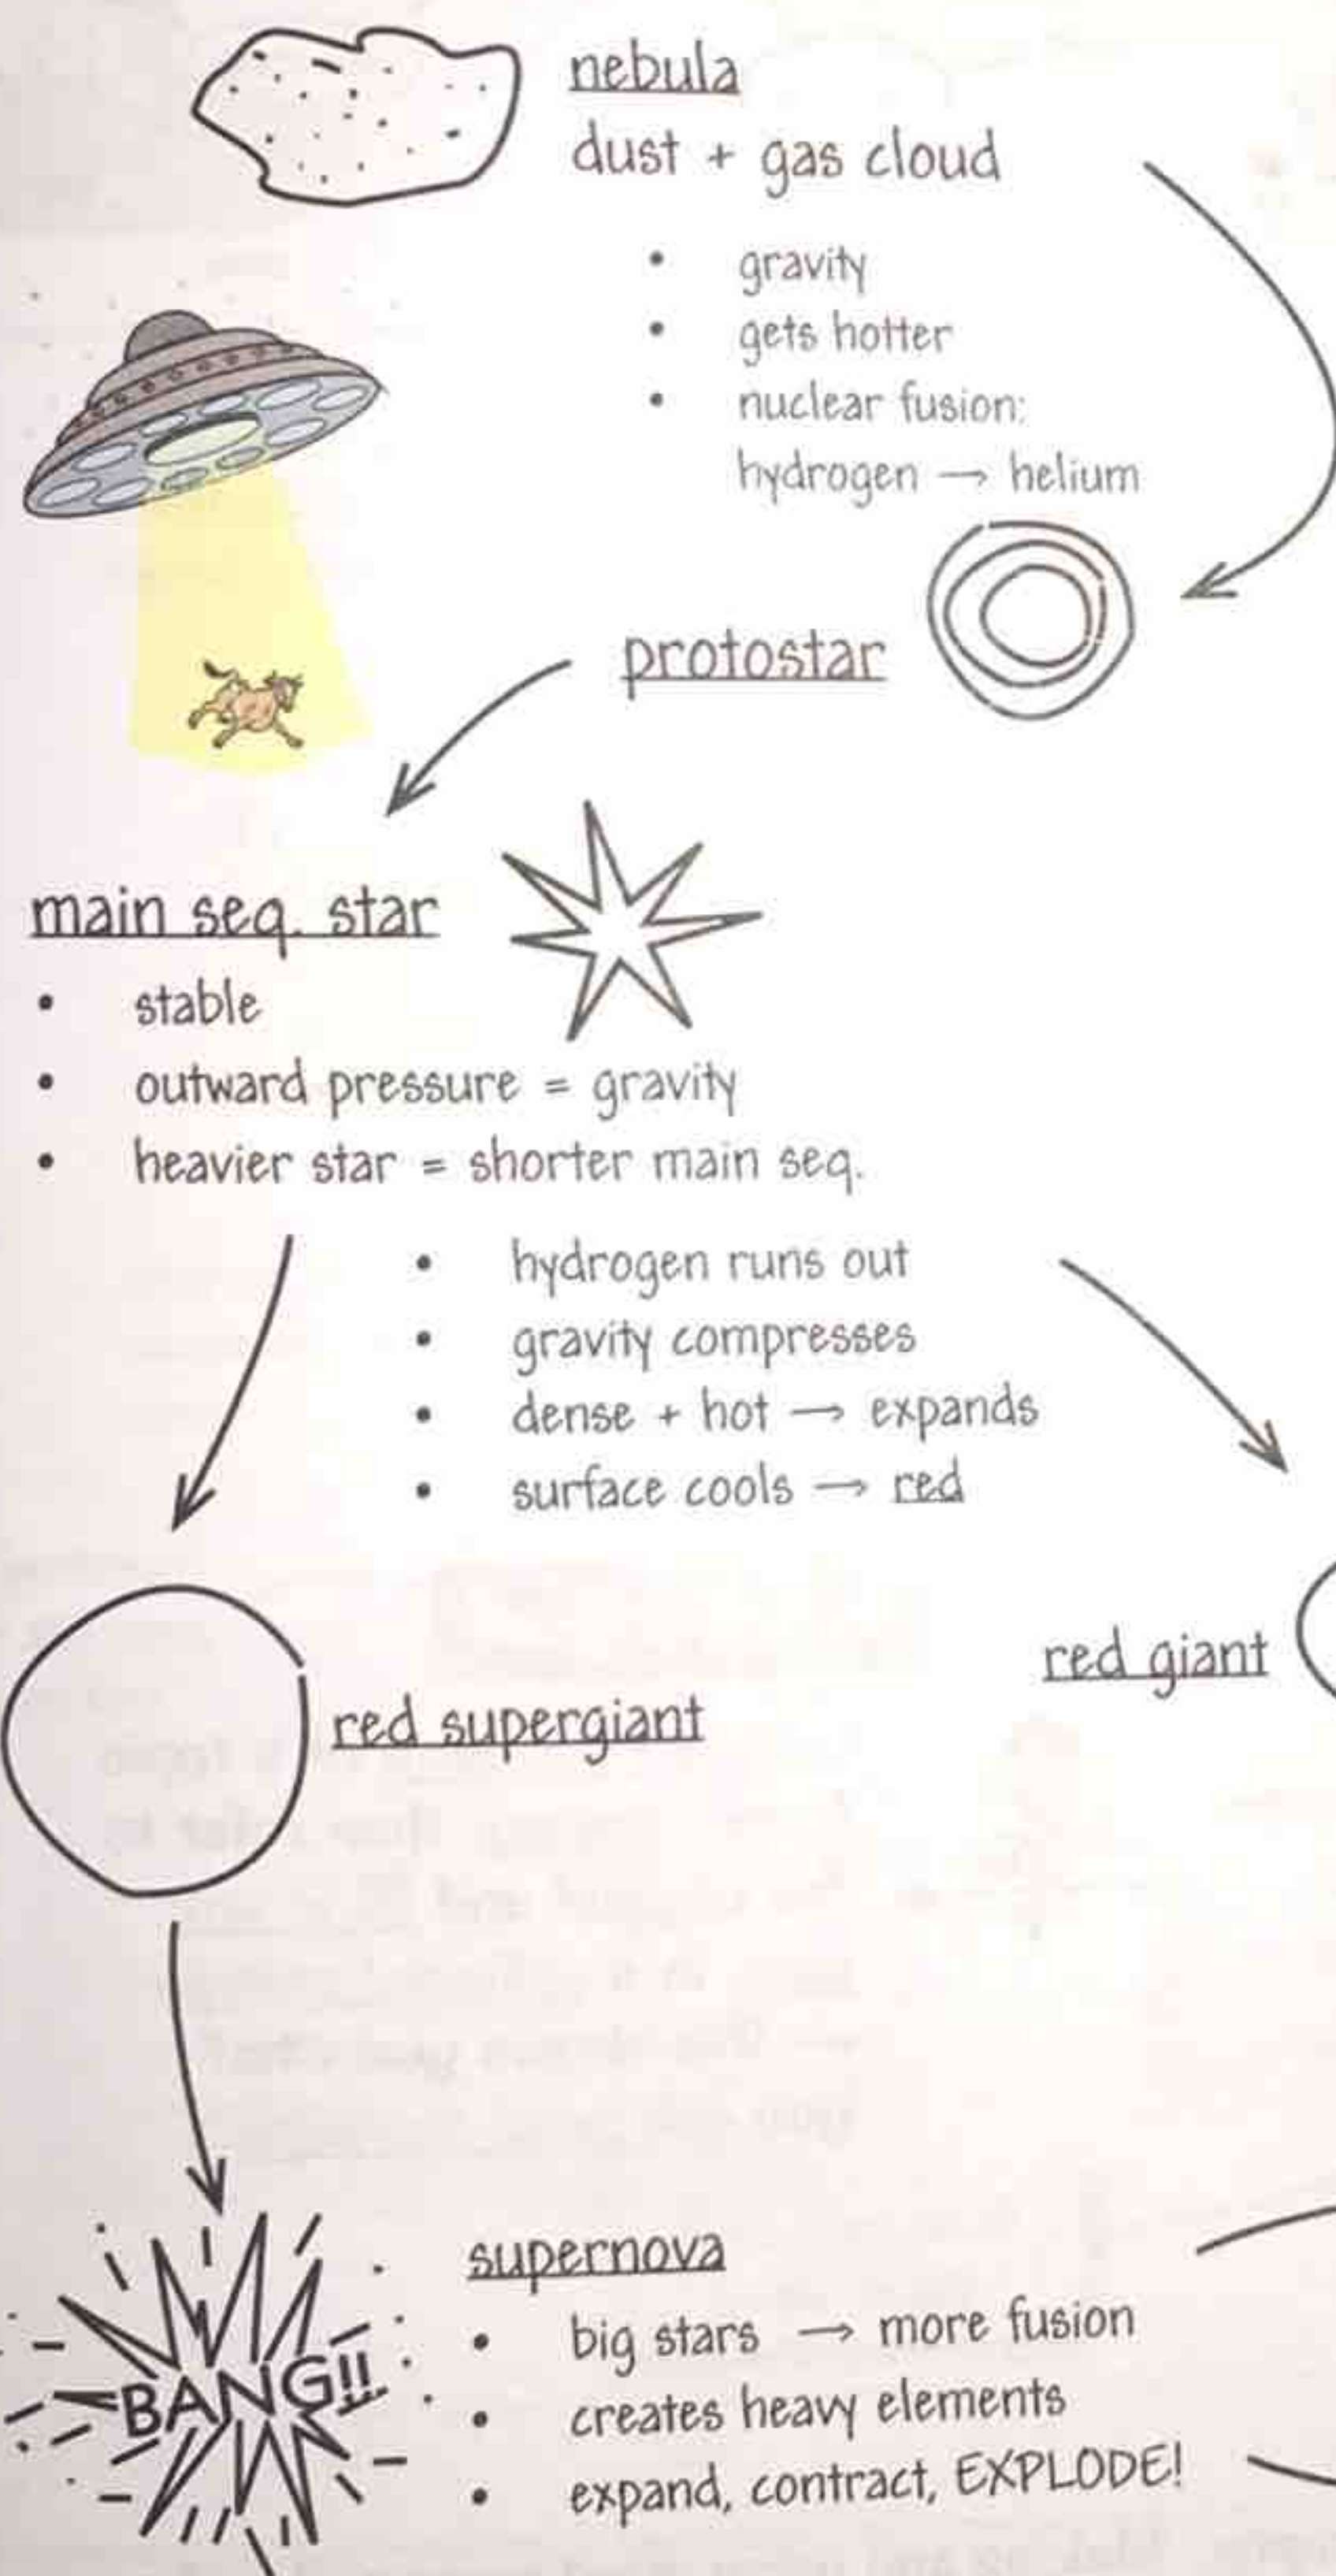 nebula
dust + gas cloud
• gravity
• gets hotter
• nuclear fusion:
hydrogen → helium
protostar
main seq. star
• stable
• outward pressure = gravity
• heavier star = shorter main seq.
• hydrogen runs out
• gravity compresses
• dense + hot → expands
• surface cools → red
red giant
red supergiant
supernova
• big stars → more fusion
• creates heavy elements
• expand, contract, EXPLODE!
BANG!!